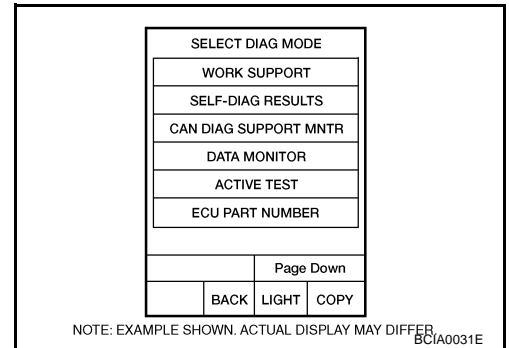 SELECT DIAG MODE
WORK SUPPORT
SELF-DIAG RESULTS
CAN DIAG SUPPORT MNTR
DATA MONITOR
ACTIVE TEST
ECU PART NUMBER
Page Down
BACK LIGHT COPY
NOTE: EXAMPLE SHOWN. ACTUAL DISPLAY MAY DIFFER.
BCIA0031E